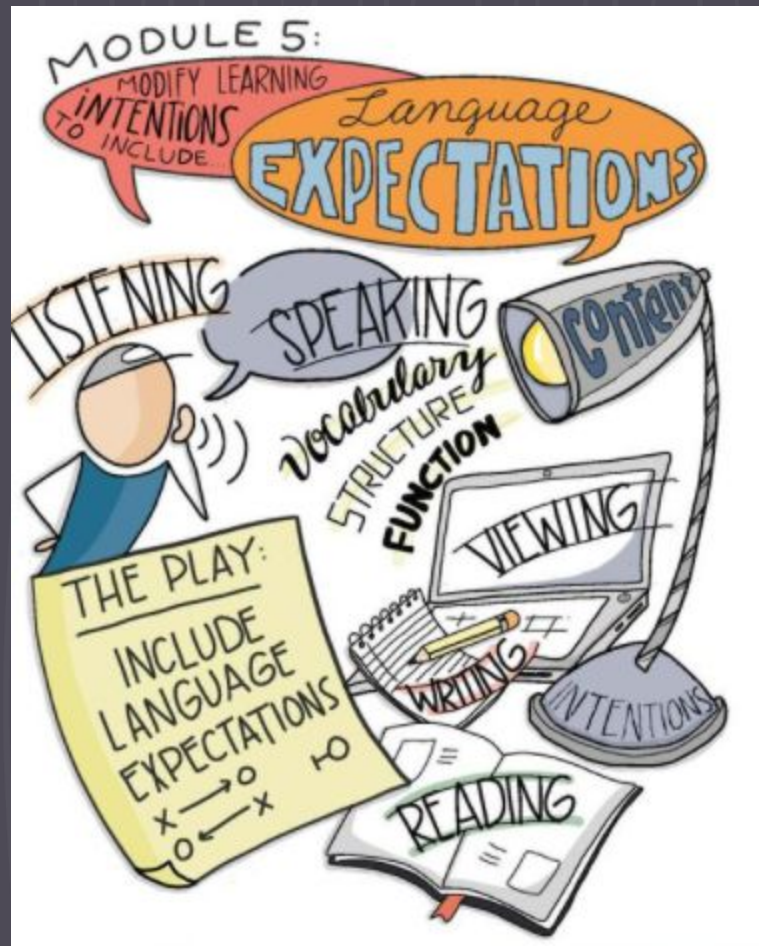 MODULE 5:
MODIFY LEARNING
INTENTIONS
TO INCLUDE...
Language
EXPECTATIONS
LISTENING
SPEAKING
Content
vocabulary
STRUCTURE
FUNCTION
VIEWING
THE PLAY:
INCLUDE
LANGUAGE
EXPECTATIONS
X O
O X
WRITING
INTENTIONS
READING